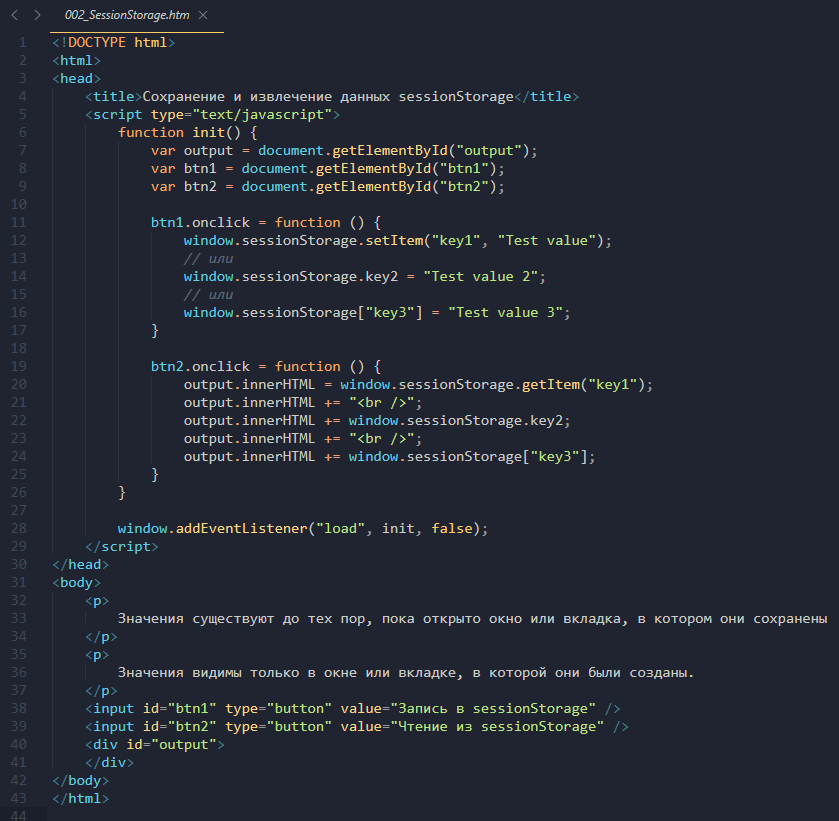 002_SessionStorage.htm
1 <!DOCTYPE html>
2 <html>
3 <head>
4 <title>Сохранение и извлечение данных sessionStorage</title>
5 <script type="text/javascript">
6 function init() {
7 var output = document.getElementById("output");
8 var btn1 = document.getElementById("btn1");
9 var btn2 = document.getElementById("btn2");
10
11 btn1.onclick = function () {
12 window.sessionStorage.setItem("key1", "Test value");
13 // или
14 window.sessionStorage.key2 = "Test value 2";
15 // или
16 window.sessionStorage["key3"] = "Test value 3";
17 }
18
19 btn2.onclick = function () {
20 output.innerHTML = window.sessionStorage.getItem("key1");
21 output.innerHTML += "<br />";
22 output.innerHTML += window.sessionStorage.key2;
23 output.innerHTML += "<br />";
24 output.innerHTML += window.sessionStorage["key3"];
25 }
26 }
27
28 window.addEventListener("load", init, false);
29 </script>
30 </head>
31 <body>
32 <p>
33 Значения существуют до тех пор, пока открыто окно или вкладка, в котором они сохранены
34 </p>
35 <p>
36 Значения видимы только в окне или вкладке, в которой они были созданы.
37 </p>
38 <input id="btn1" type="button" value="Запись в sessionStorage" />
39 <input id="btn2" type="button" value="Чтение из sessionStorage" />
40 <div id="output">
41 </div>
42 </body>
43 </html>
44